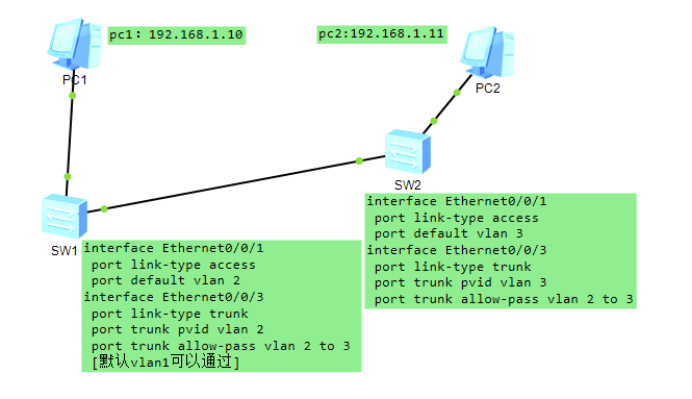 pc1: 192.168.1.10
pc2:192.168.1.11
PC1
PC2
SW2
interface Ethernet0/0/1
port link-type access
port default vlan 3
interface Ethernet0/0/3
port link-type trunk
port trunk pvid vlan 3
port trunk allow-pass vlan 2 to 3
SW1
interface Ethernet0/0/1
port link-type access
port default vlan 2
interface Ethernet0/0/3
port link-type trunk
port trunk pvid vlan 2
port trunk allow-pass vlan 2 to 3
[默认vlan1可以通过]